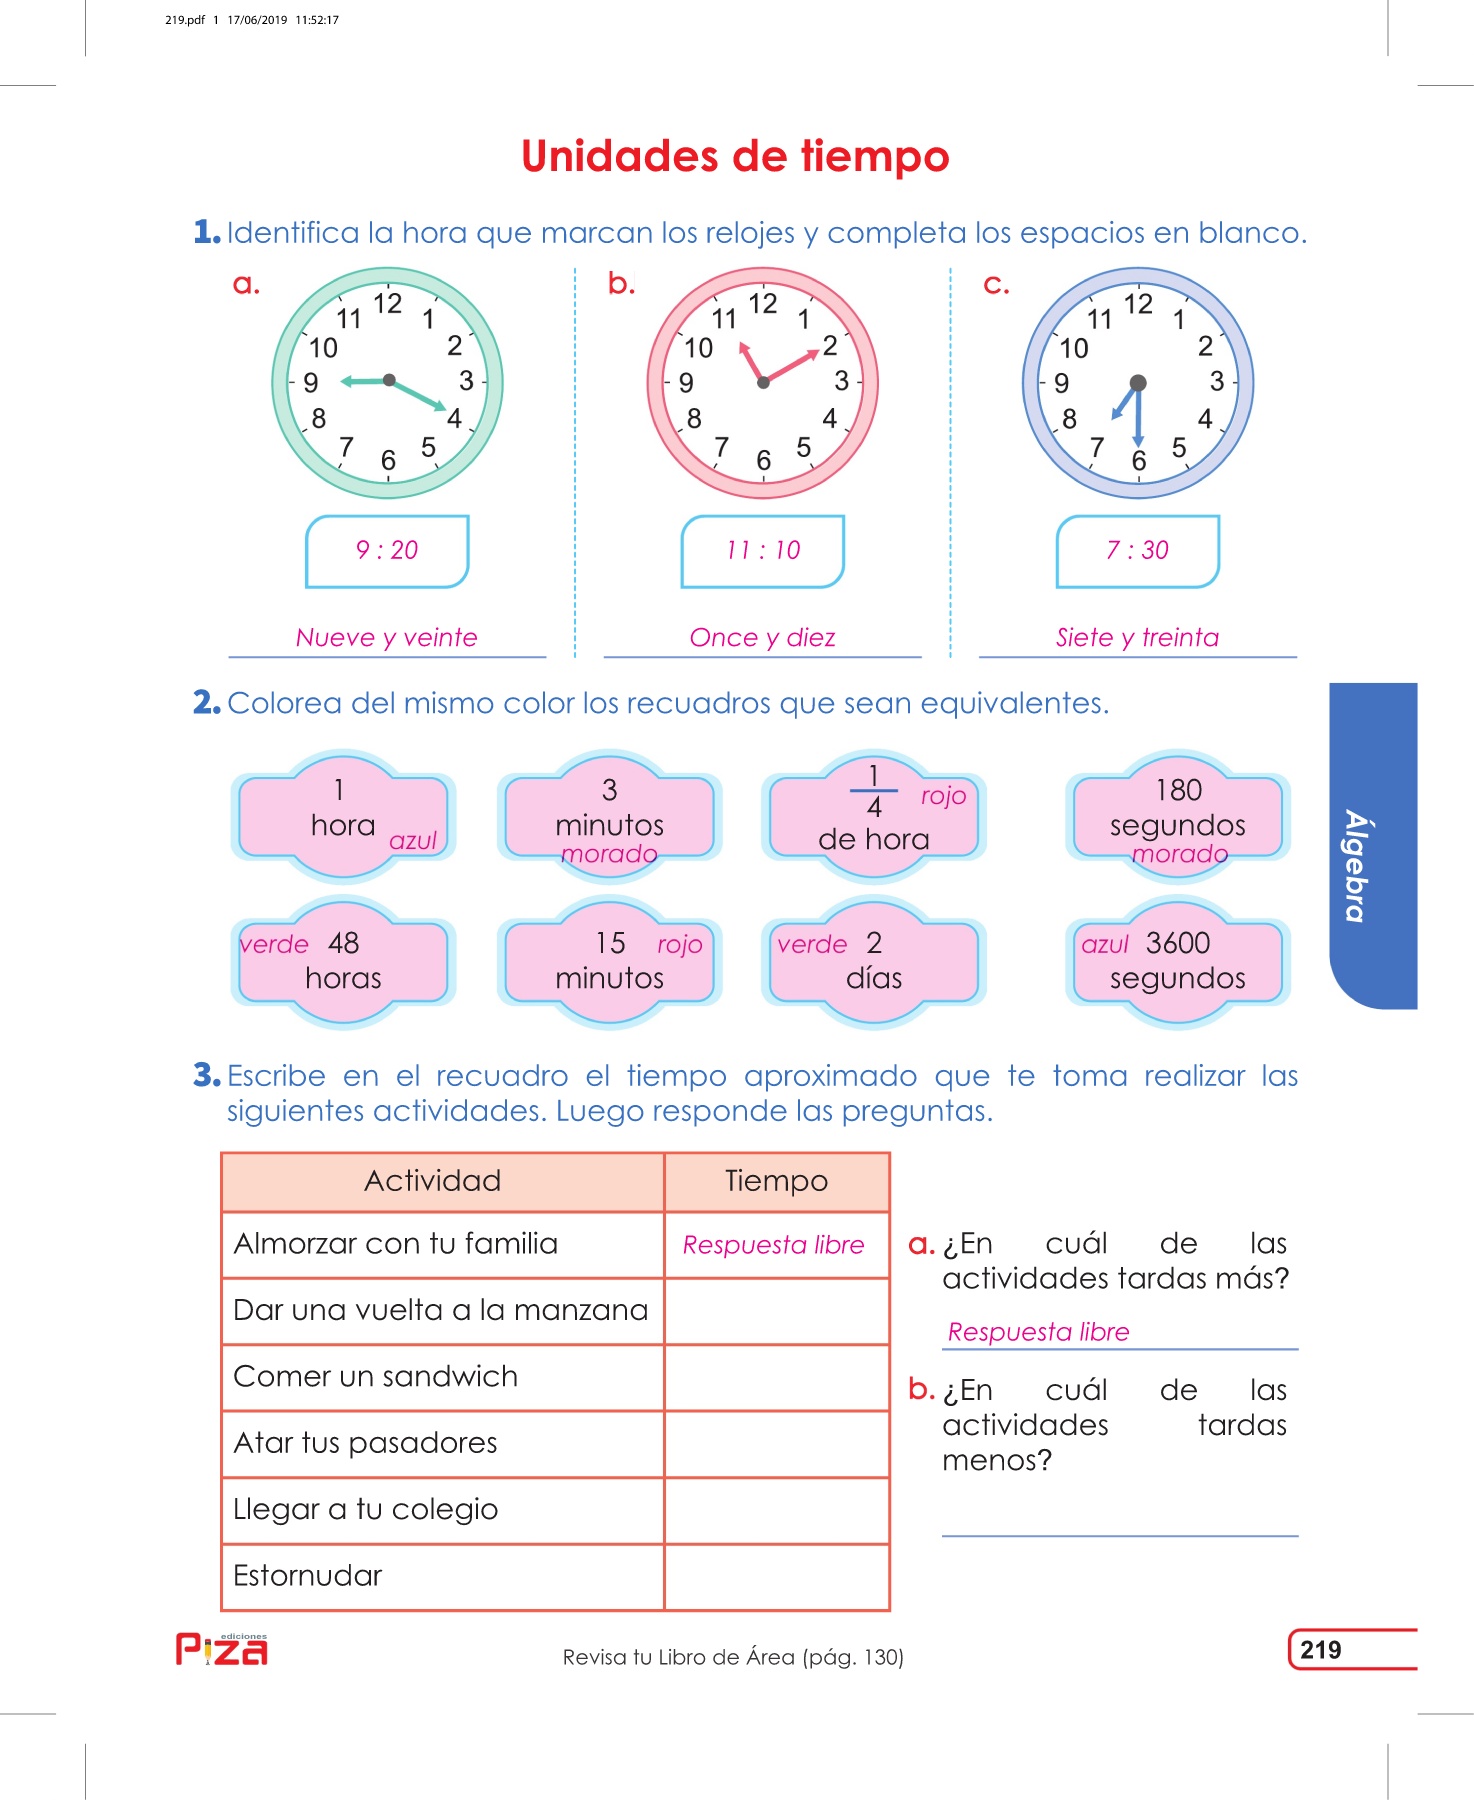 219.pdf 1 17/06/2019 11:52:17
Unidades de tiempo
1. Identifica la hora que marcan los relojes y completa los espacios en blanco.
a.
12
1
2
3
4
5
6
7
8
9
10
11
9 : 20
Nueve y veinte
b.
12
1
2
3
4
5
6
7
8
9
10
11
11 : 10
Once y diez
c.
12
1
2
3
4
5
6
7
8
9
10
11
7 : 30
Siete y treinta
2. Colorea del mismo color los recuadros que sean equivalentes.
1
hora
azul
3
minutos
morado
1
4
rojo
de hora
180
segundos
morado
verde 48
horas
15 rojo
minutos
verde 2
días
azul 3600
segundos
Álgebra
3. Escribe en el recuadro el tiempo aproximado que te toma realizar las
siguientes actividades. Luego responde las preguntas.
Actividad Tiempo
Almorzar con tu familia Respuesta libre
Dar una vuelta a la manzana
Comer un sandwich
Atar tus pasadores
Llegar a tu colegio
Estornudar
a. ¿En cuál de las
actividades tardas más?
Respuesta libre
b. ¿En cuál de las
actividades tardas
menos?
ediciones
Piza
Revisa tu Libro de Área (pág. 130)
219